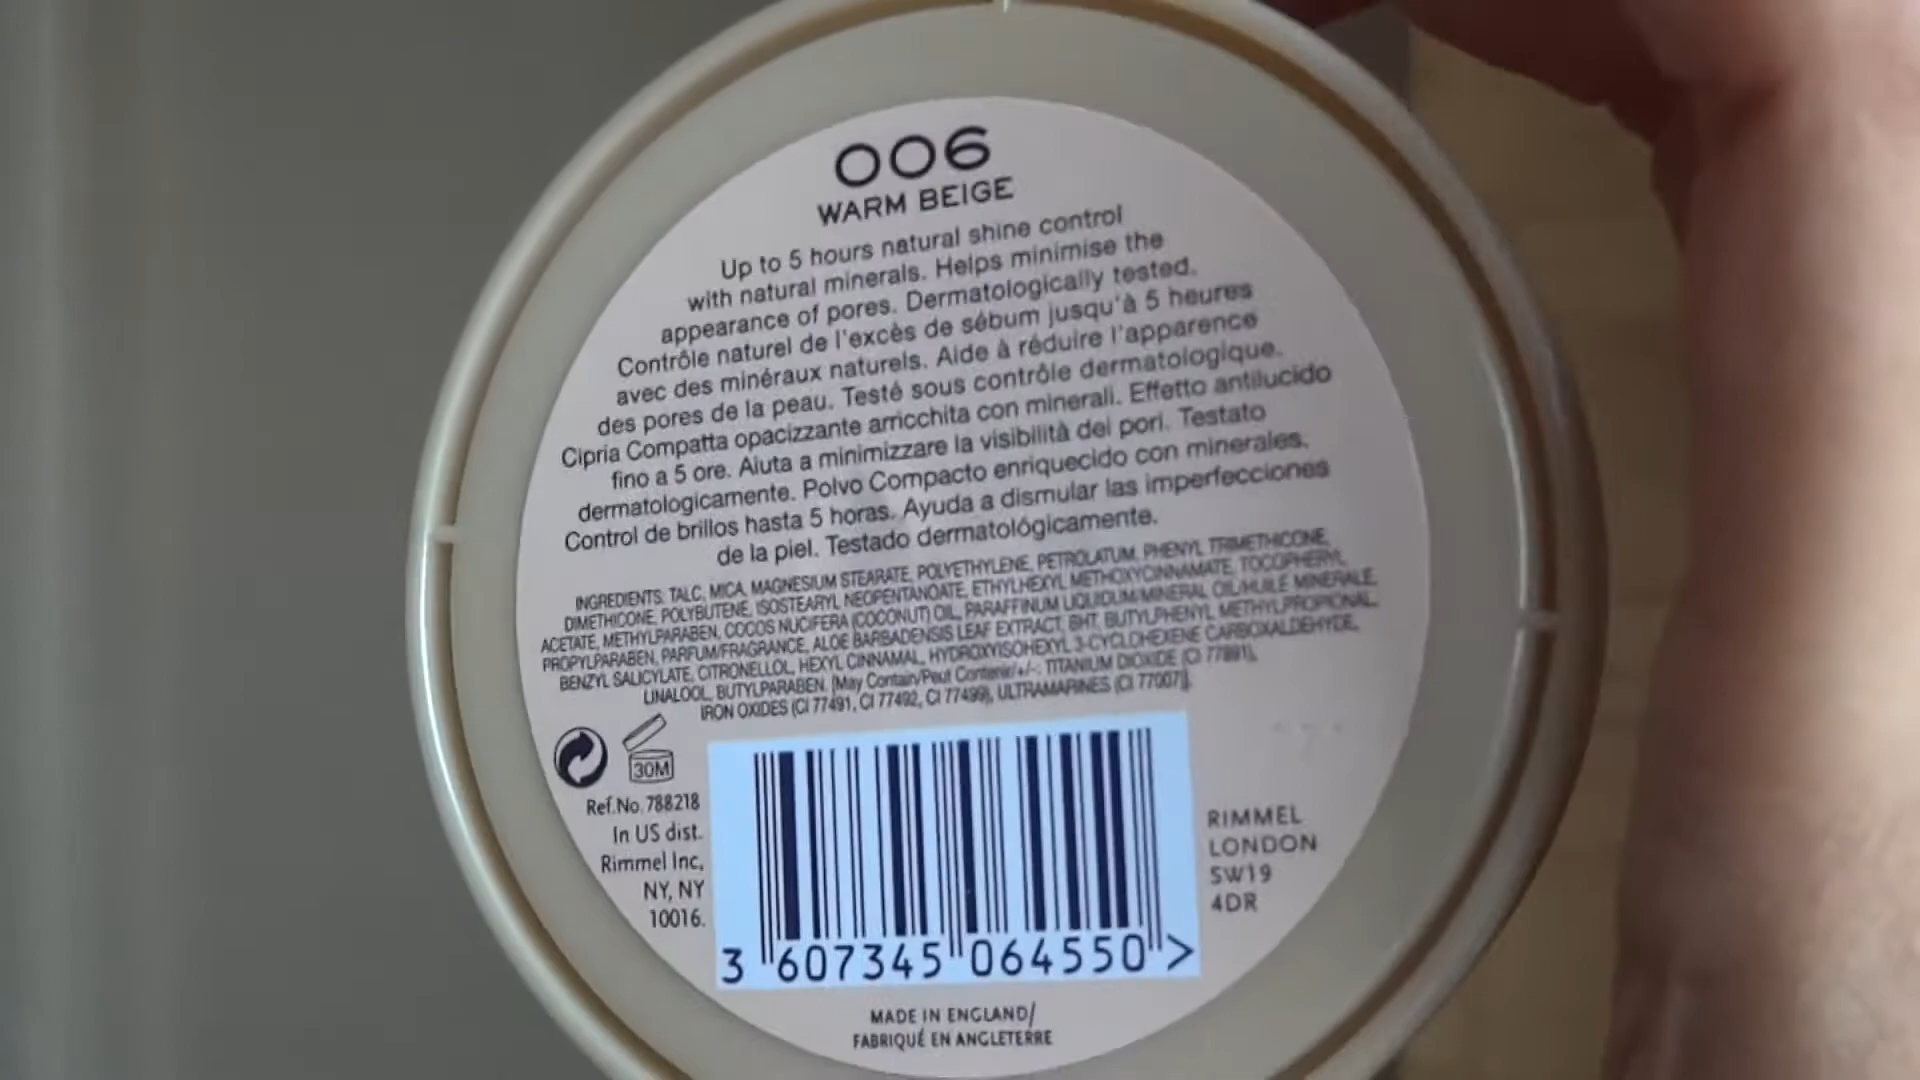 006
WARM BEIGE
Up to 5 hours natural shine control
with natural minerals. Helps minimise the
appearance of pores. Dermatologically tested.
Contrôle naturel de l'excès de sébum jusqu'à 5 heures
avec des minéraux naturels. Aide à réduire l'apparence
des pores de la peau. Testé sous contrôle dermatologique.
Cipria Compatta opacizzante arricchita con minerali. Effetto antilucido
fino a 5 ore. Aiuta a minimizzare la visibilità dei pori. Testato
dermatologicamente. Polvo Compacto enriquecido con minerales.
Control de brillos hasta 5 horas. Ayuda a dismular las imperfecciones
de la piel. Testado dermatológicamente.
INGREDIENTS. TALC, MICA, MAGNESIUM STEARATE, POLYETHYLENE, PETROLATUM, PHENYL TRIMETHICONE,
DIMETHICONE, POLYBUTENE, ISOSTEARYL NEOPENTANOATE, ETHYLHEXYL METHOXYCINNAMATE, TOCOPHERYL
ACETATE, METHYLPARABEN, COCOS NUCIFERA (COCONUT) OIL, PARAFFINUM LIQUIDUM/MINERAL OIL/HUILE MINERALE,
PROPYLPARABEN, PARFUM/FRAGRANCE, ALOE BARBADENSIS LEAF EXTRACT, BHT, BUTYLPHENYL METHYLPROPIONAL,
BENZYL SALICYLATE, CITRONELLOL, HEXYL CINNAMAL, HYDROXYISOHEXYL 3-CYCLOHEXENE CARBOXALDEHYDE,
LINALOOL, BUTYLPARABEN. [May Contain/Peut Contenir/+/-: TITANIUM DIOXIDE (CI 77891),
IRON OXIDES (CI 77491, CI 77492, CI 77499), ULTRAMARINES (CI 77007)].
30M
Ref.No. 788218
In US dist.
Rimmel Inc,
NY, NY
10016.
RIMMEL
LONDON
SW19
4DR
3 607345 064550 >
MADE IN ENGLAND/
FABRIQUÉ EN ANGLETERRE